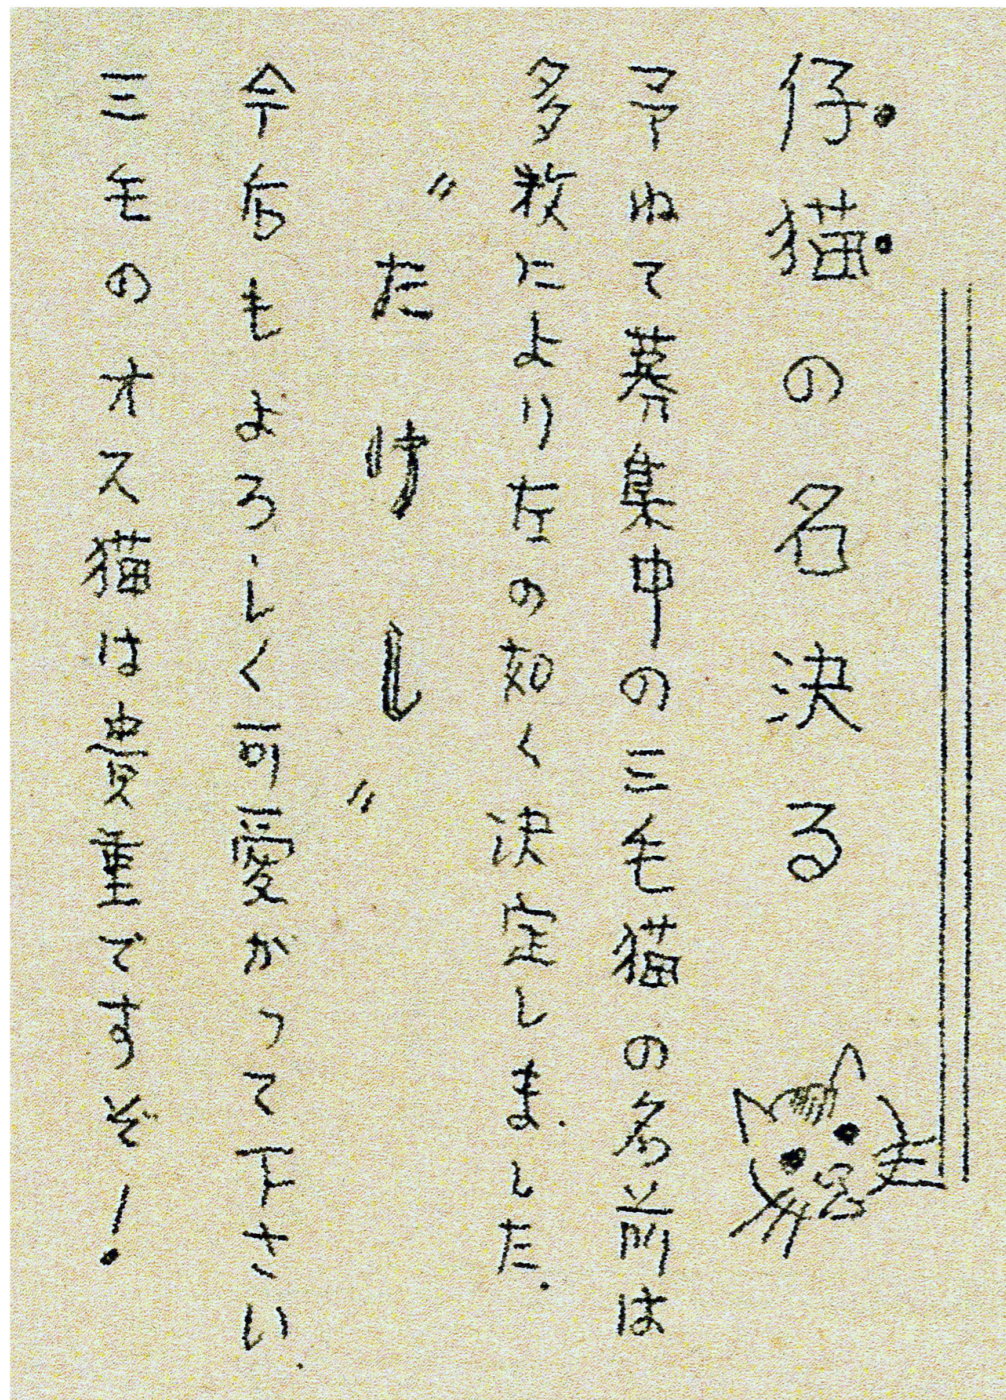 仔猫の名決る
予ねて募集中の三毛猫の名前は
多数により左の如く決定しました.
〝たけし〟
今后もよろしく可愛がって下さい.
三毛のオス猫は貴重ですぞ!